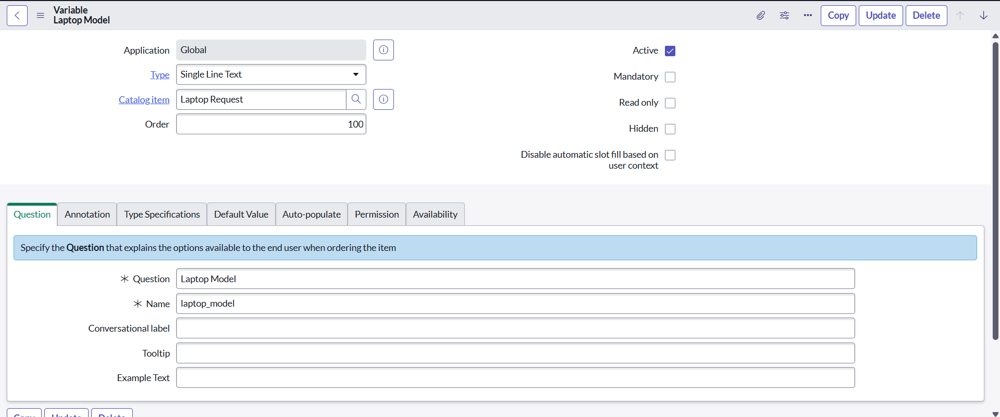 Variable
Laptop Model
Copy
Update
Delete
Application
Global
Active
Type
Single Line Text
Mandatory
Catalog item
Laptop Request
Read only
Order
100
Hidden
Disable automatic slot fill based on
user context
Question
Annotation
Type Specifications
Default Value
Auto-populate
Permission
Availability
Specify the Question that explains the options available to the end user when ordering the item
Question
Laptop Model
Name
laptop_model
Conversational label
Tooltip
Example Text
Copy
Update
Delete